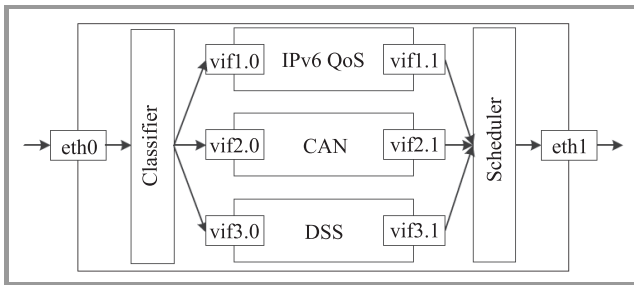 vif1.0 IPv6 QoS vif1.1
eth0 Classifier vif2.0 CAN vif2.1 Scheduler eth1
vif3.0 DSS vif3.1